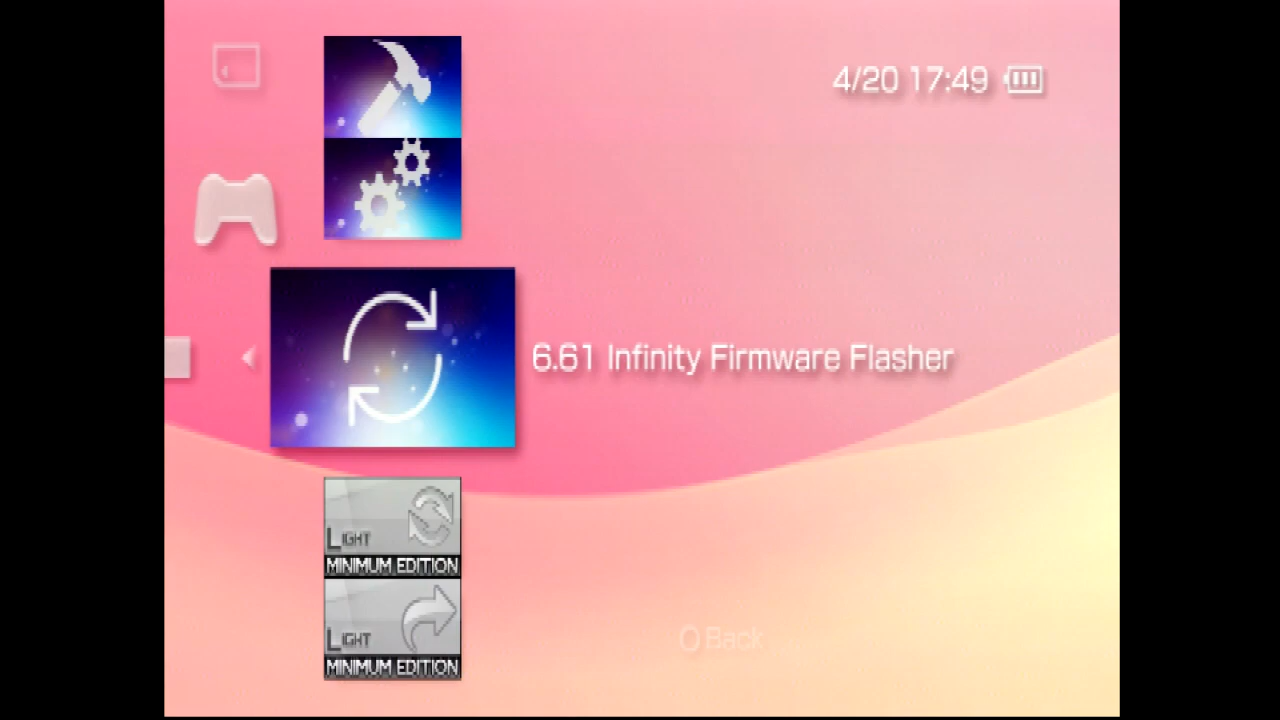 4/20 17:49
6.61 Infinity Firmware Flasher
LIGHT
MINIMUM EDITION
LIGHT
MINIMUM EDITION
O Back